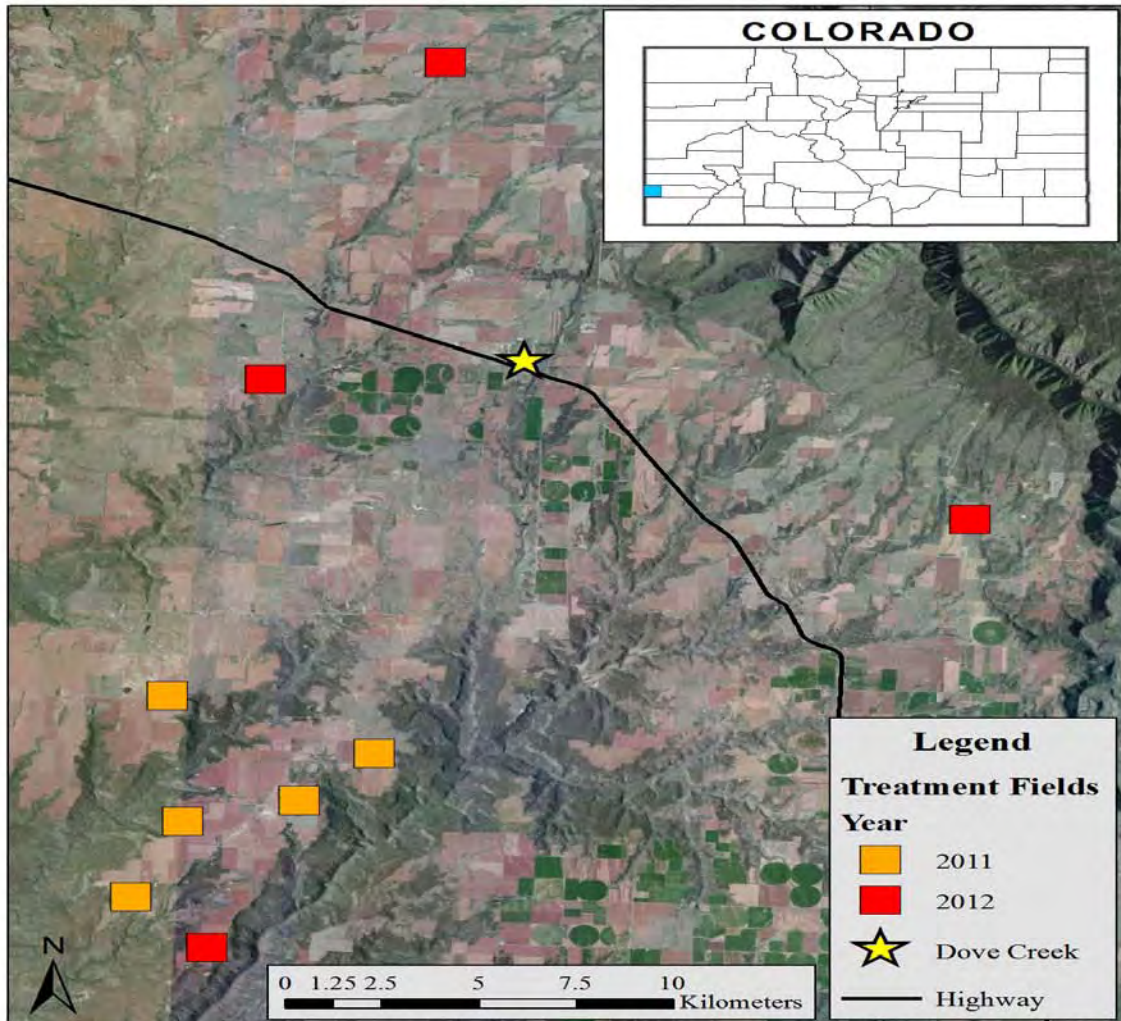 COLORADO
Legend
Treatment Fields
Year
2011
2012
Dove Creek
Highway
N
0 1.25 2.5 5 7.5 10
Kilometers